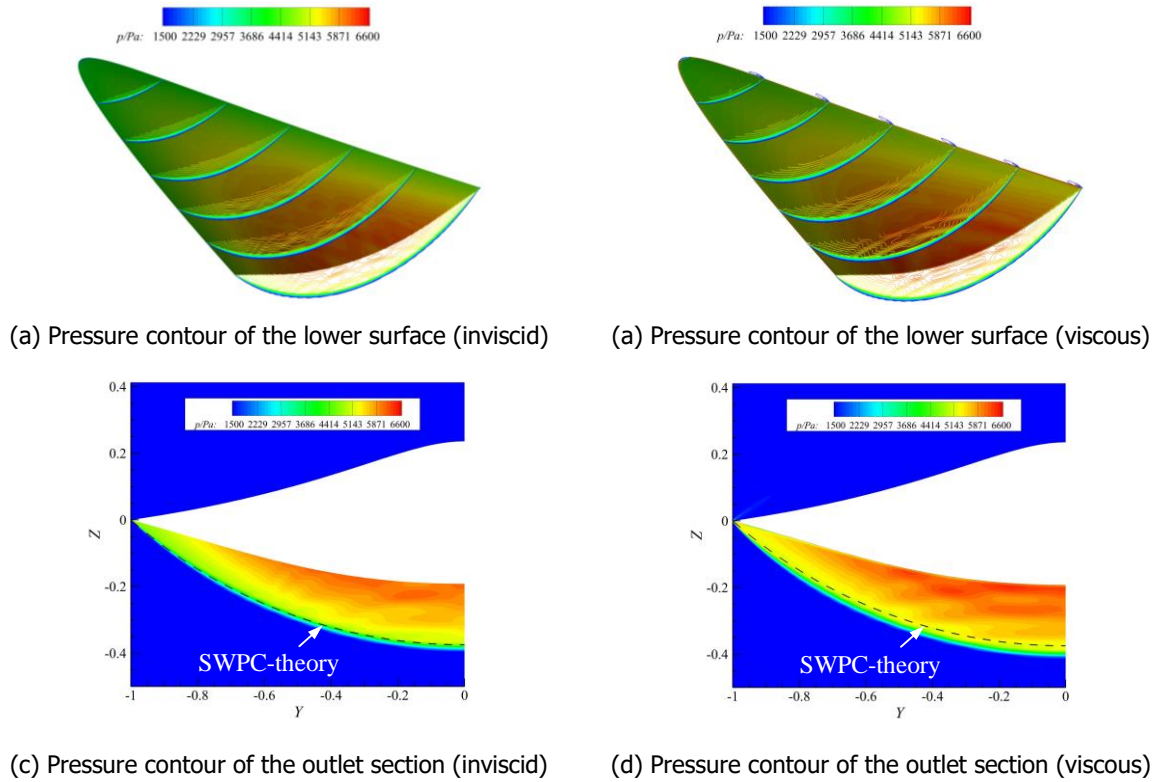 p/Pa: 1500 2229 2957 3686 4414 5143 5871 6600
p/Pa: 1500 2229 2957 3686 4414 5143 5871 6600
(a) Pressure contour of the lower surface (inviscid)
(a) Pressure contour of the lower surface (viscous)
0.4
p/Pa: 1500 2229 2957 3686 4414 5143 5871 6600
0.2
0
Z
-0.2
SWPC-theory
-0.4
-1 -0.8 -0.6 -0.4 -0.2 0
Y
0.4
p/Pa: 1500 2229 2957 3686 4414 5143 5871 6600
0.2
0
Z
-0.2
SWPC-theory
-0.4
-1 -0.8 -0.6 -0.4 -0.2 0
Y
(c) Pressure contour of the outlet section (inviscid)
(d) Pressure contour of the outlet section (viscous)